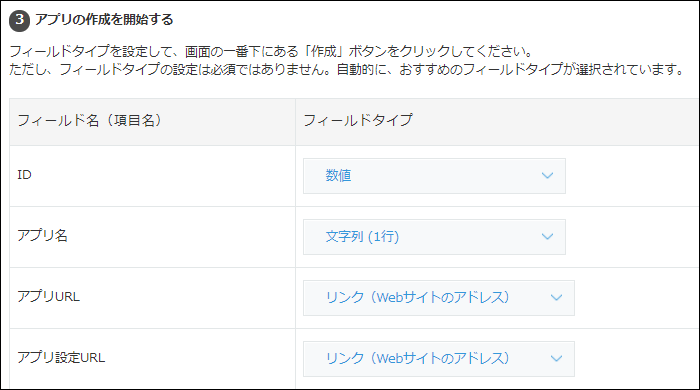 3 アプリの作成を開始する
フィールドタイプを設定して、画面の一番下にある「作成」ボタンをクリックしてください。
ただし、フィールドタイプの設定は必須ではありません。自動的に、おすすめのフィールドタイプが選択されています。
フィールド名（項目名） フィールドタイプ
ID 数値
アプリ名 文字列 (1行)
アプリURL リンク（Webサイトのアドレス）
アプリ設定URL リンク（Webサイトのアドレス）